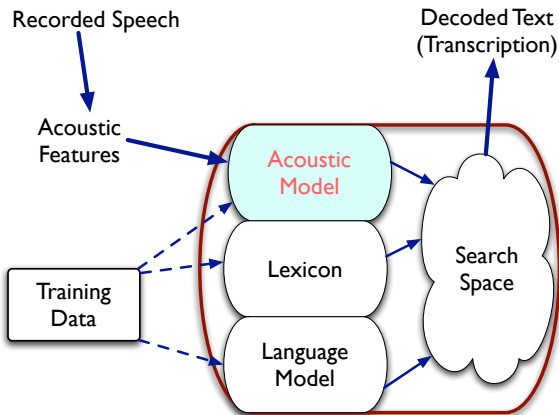 Recorded Speech
Decoded Text
(Transcription)
Acoustic
Features
Acoustic
Model
Lexicon
Search
Space
Training
Data
Language
Model